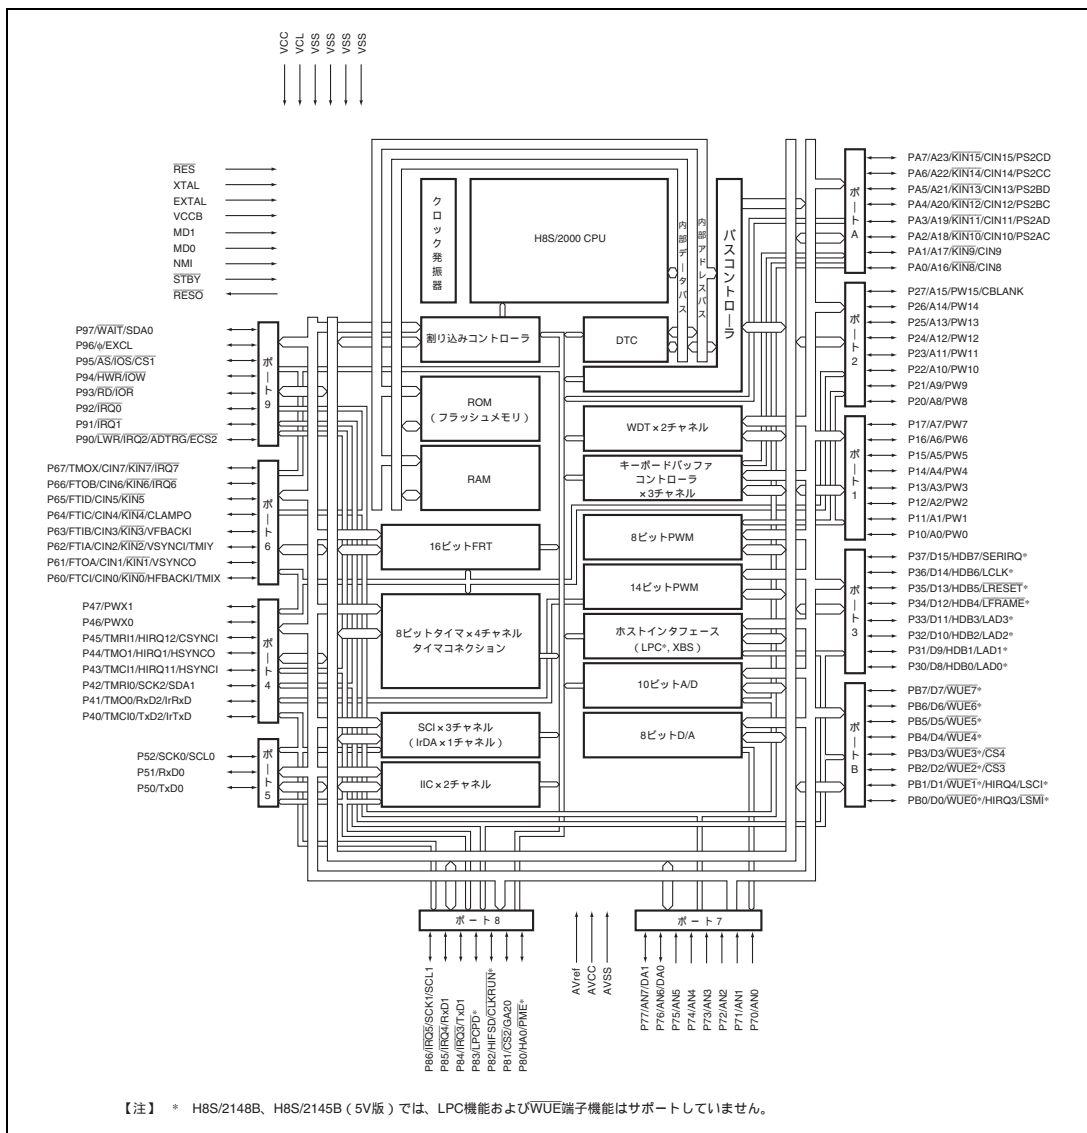 VCC
VCL
VSS
VSS
VSS
VSS
RES
XTAL
EXTAL
VCCB
MD1
MD0
NMI
STBY
RESO
クロック発振器
H8S/2000 CPU
内部データバス
内部アドレスバス
バスコントローラ
割り込みコントローラ
DTC
ROM
(フラッシュメモリ)
RAM
WDT×2チャネル
キーボードバッファ
コントローラ
×3チャネル
16ビットFRT
8ビットPWM
14ビットPWM
8ビットタイマ×4チャネル
タイマコネクション
ホストインタフェース
(LPC*, XBS)
10ビットA/D
SCI×3チャネル
(IrDA×1チャネル)
8ビットD/A
IIC×2チャネル
P97/WAIT/SDA0
P96/φ/EXCL
P95/AS/IOS/CS1
P94/HWR/IOW
P93/RD/IOR
P92/IRQ0
P91/IRQ1
P90/LWR/IRQ2/ADTRG/ECS2
ポート9
P67/TMOX/CIN7/KIN7/IRQ7
P66/FTOB/CIN6/KIN6/IRQ6
P65/FTID/CIN5/KIN5
P64/FTIC/CIN4/KIN4/CLAMPO
P63/FTIB/CIN3/KIN3/VFBACKI
P62/FTIA/CIN2/KIN2/VSYNCI/TMIY
P61/FTOA/CIN1/KIN1/VSYNCO
P60/FTCI/CIN0/KIN0/HFBACKI/TMIX
ポート6
P47/PWX1
P46/PWX0
P45/TMRI1/HIRQ12/CSYNCI
P44/TMO1/HIRQ1/HSYNCO
P43/TMCI1/HIRQ11/HSYNCI
P42/TMRI0/SCK2/SDA1
P41/TMO0/RxD2/IrRxD
P40/TMCI0/TxD2/IrTxD
ポート4
P52/SCK0/SCL0
P51/RxD0
P50/TxD0
ポート5
ポートA
PA7/A23/KIN15/CIN15/PS2CD
PA6/A22/KIN14/CIN14/PS2CC
PA5/A21/KIN13/CIN13/PS2BD
PA4/A20/KIN12/CIN12/PS2BC
PA3/A19/KIN11/CIN11/PS2AD
PA2/A18/KIN10/CIN10/PS2AC
PA1/A17/KIN9/CIN9
PA0/A16/KIN8/CIN8
ポート2
P27/A15/PW15/CBLANK
P26/A14/PW14
P25/A13/PW13
P24/A12/PW12
P23/A11/PW11
P22/A10/PW10
P21/A9/PW9
P20/A8/PW8
ポート1
P17/A7/PW7
P16/A6/PW6
P15/A5/PW5
P14/A4/PW4
P13/A3/PW3
P12/A2/PW2
P11/A1/PW1
P10/A0/PW0
ポート3
P37/D15/HDB7/SERIRQ*
P36/D14/HDB6/LCLK*
P35/D13/HDB5/LRESET*
P34/D12/HDB4/LFRAME*
P33/D11/HDB3/LAD3*
P32/D10/HDB2/LAD2*
P31/D9/HDB1/LAD1*
P30/D8/HDB0/LAD0*
ポートB
PB7/D7/WUE7*
PB6/D6/WUE6*
PB5/D5/WUE5*
PB4/D4/WUE4*
PB3/D3/WUE3*/CS4
PB2/D2/WUE2*/CS3
PB1/D1/WUE1*/HIRQ4/LSCI*
PB0/D0/WUE0*/HIRQ3/LSMI*
ポート8
ポート7
P86/IRQ5/SCK1/SCL1
P85/IRQ4/RxD1
P84/IRQ3/TxD1
P83/LPCPD*
P82/HIFSD/CLKRUN*
P81/CS2/GA20
P80/HA0/PME*
AVref
AVCC
AVSS
P77/AN7/DA1
P76/AN6/DA0
P75/AN5
P74/AN4
P73/AN3
P72/AN2
P71/AN1
P70/AN0
【注】 * H8S/2148B、H8S/2145B(5V版)では、LPC機能およびWUE端子機能はサポートしていません。